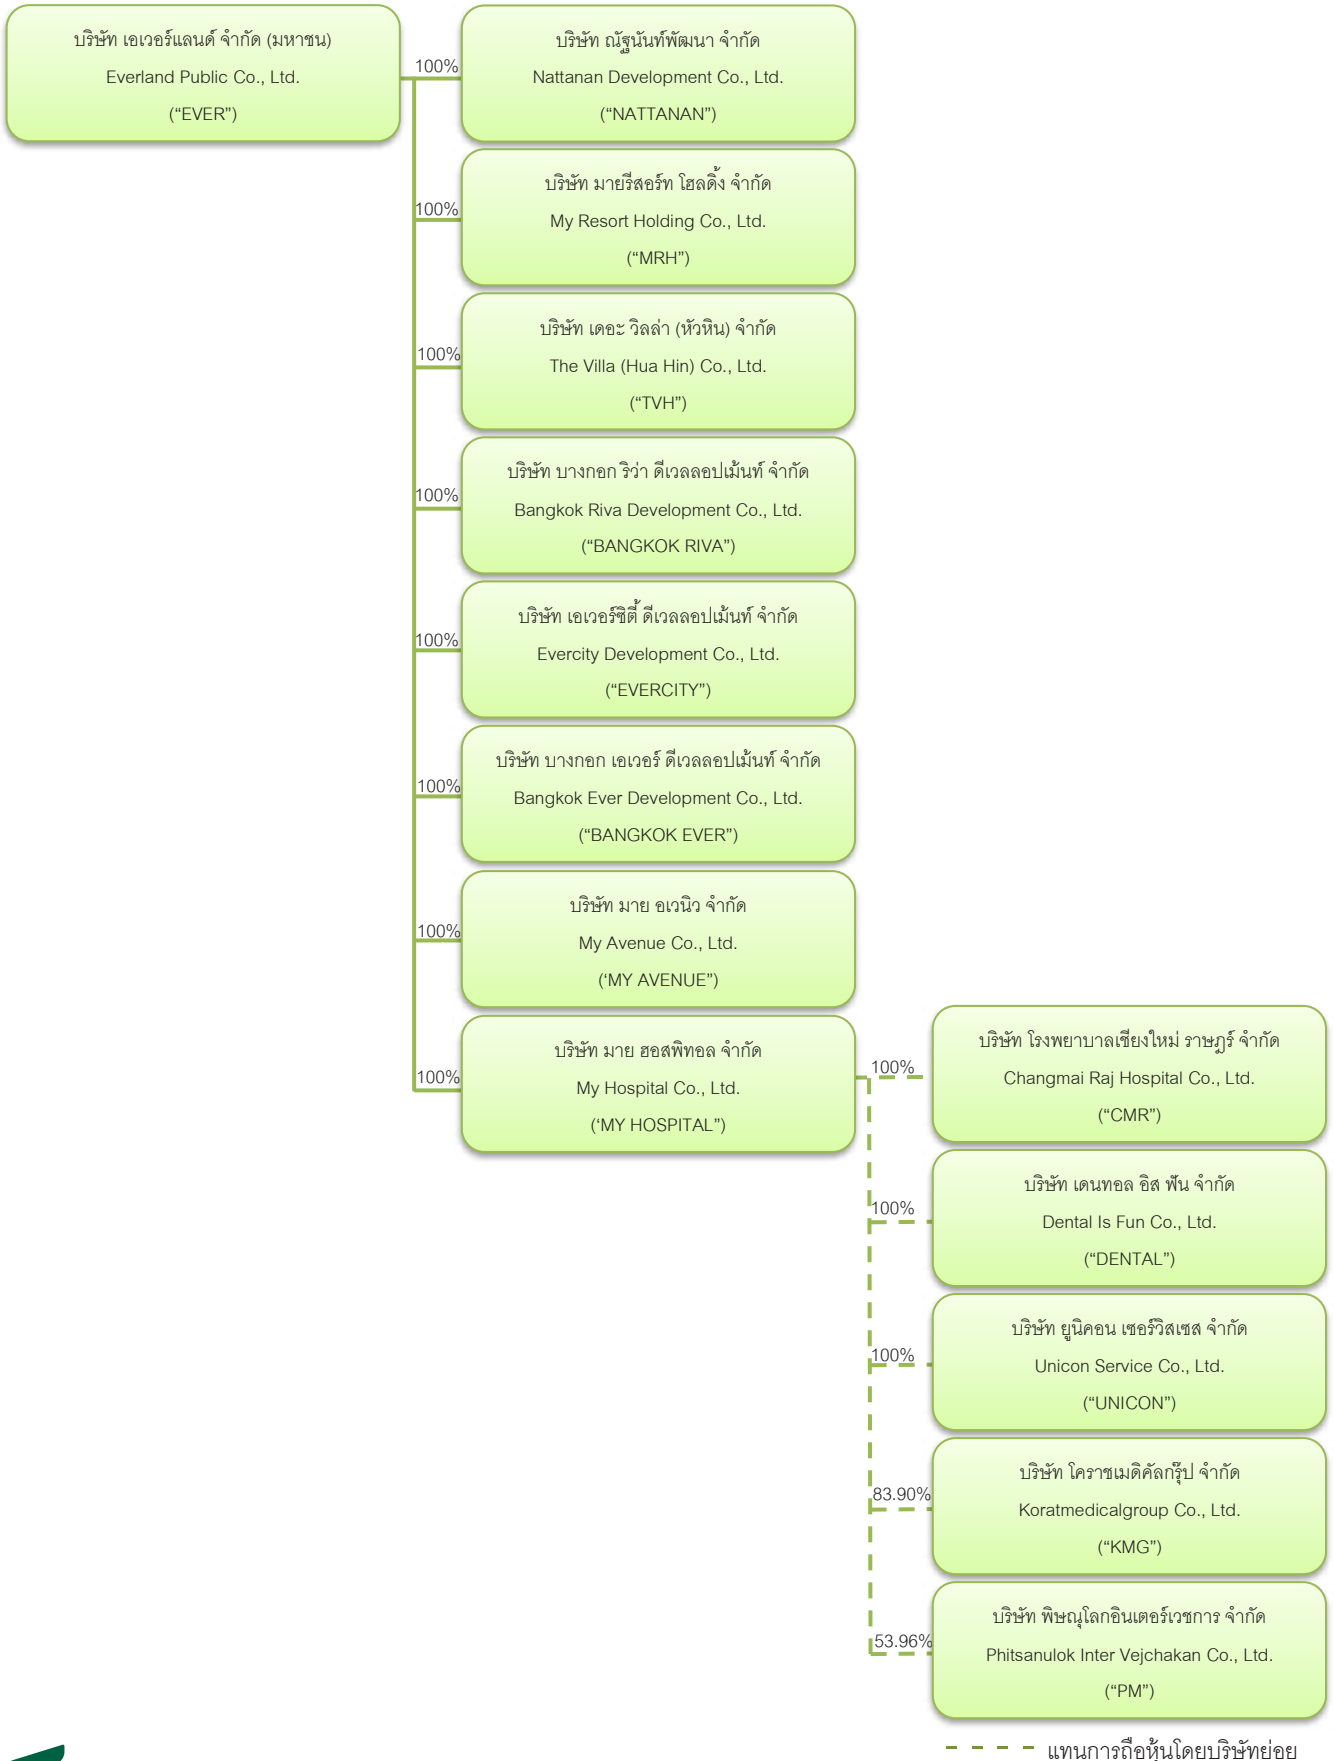 บริษัท เอเวอร์แลนด์ จำกัด (มหาชน)
Everland Public Co., Ltd.
(“EVER”)
100%
บริษัท ณัฐนันท์พัฒนา จำกัด
Nattanan Development Co., Ltd.
(“NATTANAN”)
100%
บริษัท มายรีสอร์ท โฮลดิ้ง จำกัด
My Resort Holding Co., Ltd.
(“MRH”)
100%
บริษัท เดอะ วิลล่า (หัวหิน) จำกัด
The Villa (Hua Hin) Co., Ltd.
(“TVH”)
100%
บริษัท บางกอก ริว่า ดีเวลลอปเม้นท์ จำกัด
Bangkok Riva Development Co., Ltd.
(“BANGKOK RIVA”)
100%
บริษัท เอเวอร์ซิตี้ ดีเวลลอปเม้นท์ จำกัด
Evercity Development Co., Ltd.
(“EVERCITY”)
100%
บริษัท บางกอก เอเวอร์ ดีเวลลอปเม้นท์ จำกัด
Bangkok Ever Development Co., Ltd.
(“BANGKOK EVER”)
100%
บริษัท มาย อเวนิว จำกัด
My Avenue Co., Ltd.
(‘MY AVENUE”)
100%
บริษัท มาย ฮอสพิทอล จำกัด
My Hospital Co., Ltd.
(‘MY HOSPITAL”)
100%
บริษัท โรงพยาบาลเชียงใหม่ ราษฎร์ จำกัด
Changmai Raj Hospital Co., Ltd.
(“CMR”)
100%
บริษัท เดนทอล อิส ฟัน จำกัด
Dental Is Fun Co., Ltd.
(“DENTAL”)
100%
บริษัท ยูนิคอน เซอร์วิสเซส จำกัด
Unicon Service Co., Ltd.
(“UNICON”)
83.90%
บริษัท โคราชเมดิคัลกรุ๊ป จำกัด
Koratmedicalgroup Co., Ltd.
(“KMG”)
53.96%
บริษัท พิษณุโลกอินเตอร์เวชการ จำกัด
Phitsanulok Inter Vejchakan Co., Ltd.
(“PM”)
แทนการถือหุ้นโดยบริษัทย่อย